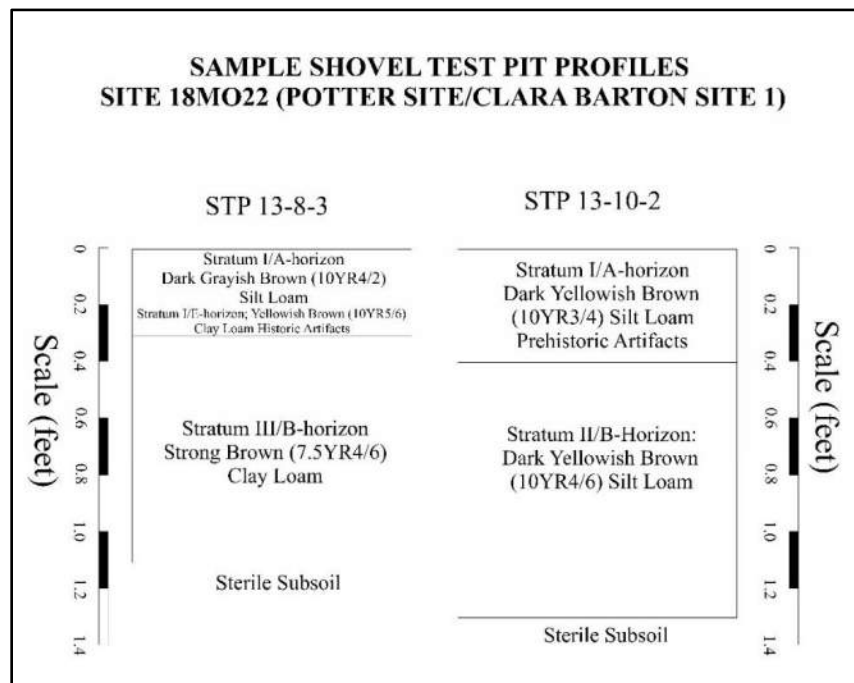 SAMPLE SHOVEL TEST PIT PROFILES
SITE 18MO22 (POTTER SITE/CLARA BARTON SITE 1)
STP 13-8-3
STP 13-10-2
Scale (feet)
0
0.2
0.4
0.6
0.8
1.0
1.2
1.4
Stratum I/A-horizon
Dark Grayish Brown (10YR4/2)
Silt Loam
Stratum I/E-horizon; Yellowish Brown (10YR5/6)
Clay Loam Historic Artifacts
Stratum III/B-horizon
Strong Brown (7.5YR4/6)
Clay Loam
Sterile Subsoil
Stratum I/A-horizon
Dark Yellowish Brown
(10YR3/4) Silt Loam
Prehistoric Artifacts
Stratum II/B-Horizon:
Dark Yellowish Brown
(10YR4/6) Silt Loam
Sterile Subsoil
0
0.2
0.4
0.6
0.8
1.0
1.2
1.4
Scale (feet)